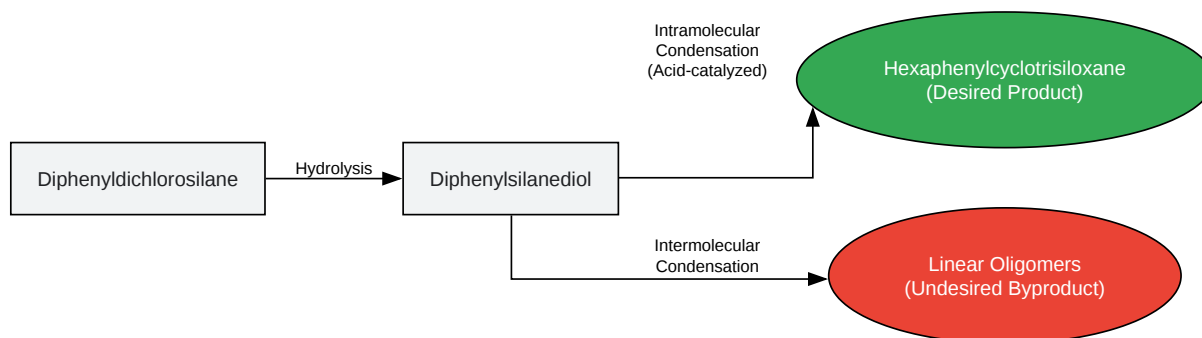 Diphenyldichlorosilane
Hydrolysis
Diphenylsilanediol
Intramolecular
Condensation
(Acid-catalyzed)
Hexaphenylcyclotrisiloxane
(Desired Product)
Intermolecular
Condensation
Linear Oligomers
(Undesired Byproduct)